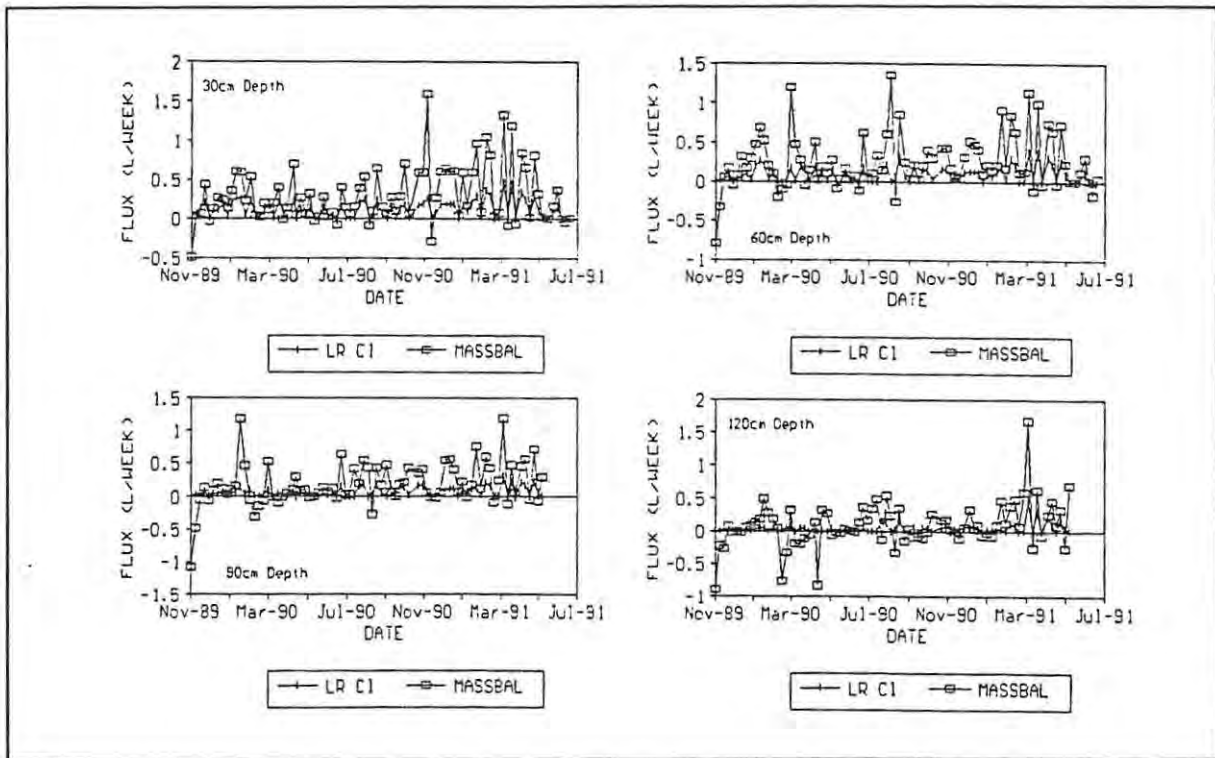 2
1.5
1
0.5
0
-0.5
FLUX (L/WEEK)
30cm Depth
Nov-89 Mar-90 Jul-90 Nov-90 Mar-91 Jul-91
DATE
LR Cl MASSBAL
1.5
1
0.5
0
-0.5
-1
FLUX (L/WEEK)
60cm Depth
Nov-89 Mar-90 Jul-90 Nov-90 Mar-91 Jul-91
DATE
LR Cl MASSBAL
1.5
1
0.5
0
-0.5
-1
-1.5
FLUX (L/WEEK)
90cm Depth
Nov-89 Mar-90 Jul-90 Nov-90 Mar-91 Jul-91
DATE
LR Cl MASSBAL
2
1.5
1
0.5
0
-0.5
-1
FLUX (L/WEEK)
120cm Depth
Nov-89 Mar-90 Jul-90 Nov-90 Mar-91 Jul-91
DATE
LR Cl MASSBAL